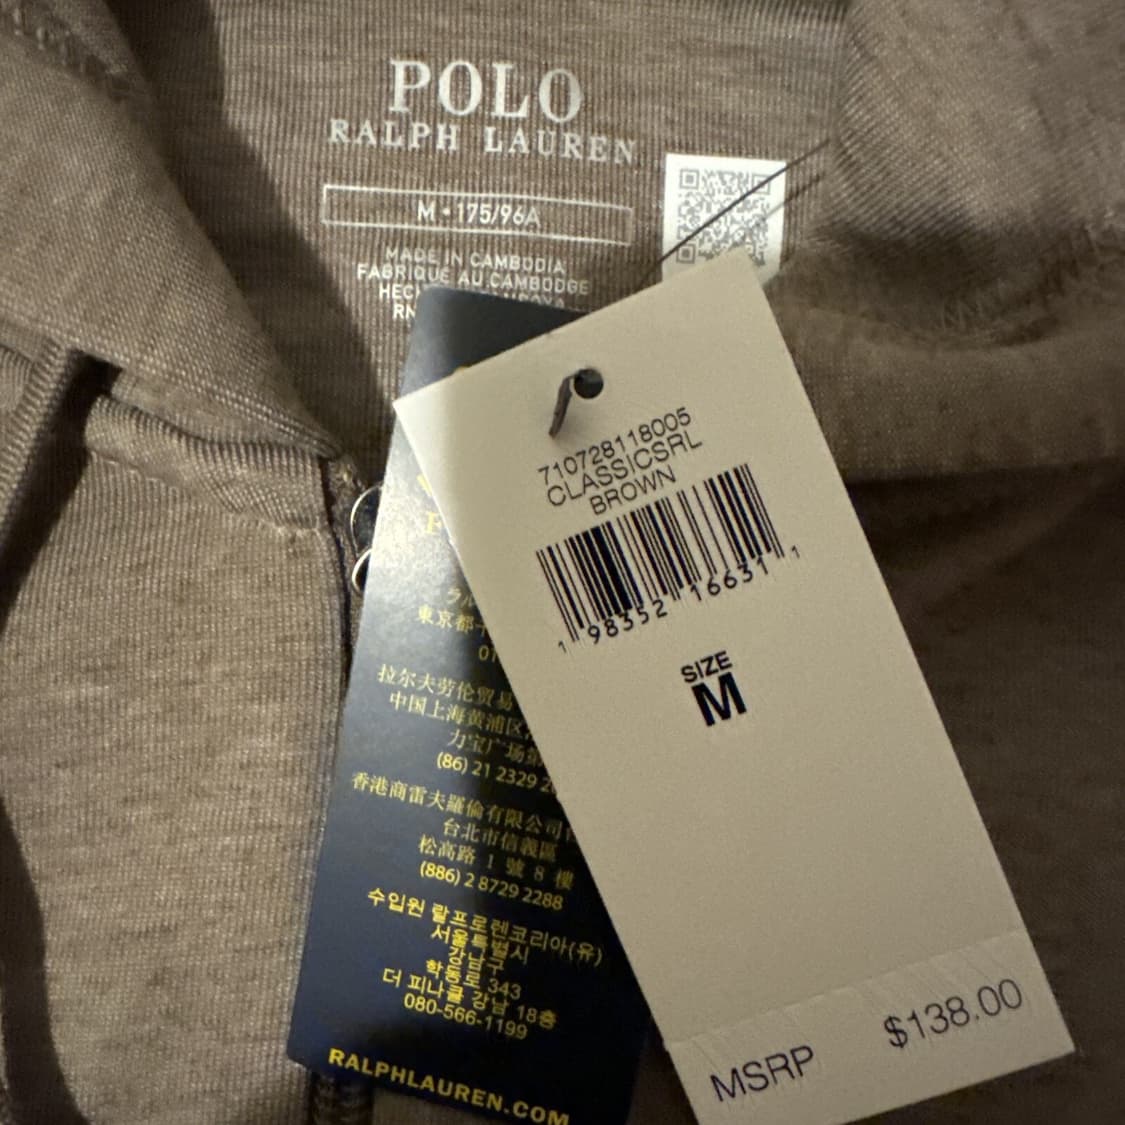 POLO
RALPH LAUREN
M • 175/96A
MADE IN CAMBODIA
FABRIQUÉ AU CAMBODGE
710728118005
CLASSICSRL
BROWN
1 98352 16631 1
SIZE
M
MSRP $138.00
東京都千
拉尔夫劳伦贸易
中国上海黄浦区
力宝广场
(86) 21 2329
香港商雷夫羅倫有限公司
台北市信義區
松高路 1 號 8 樓
(886) 2 8729 2288
수입원 랄프로렌코리아(유)
서울특별시
강남구
학동로 343
더 피나클 강남 18층
080-566-1199
RALPHLAUREN.COM